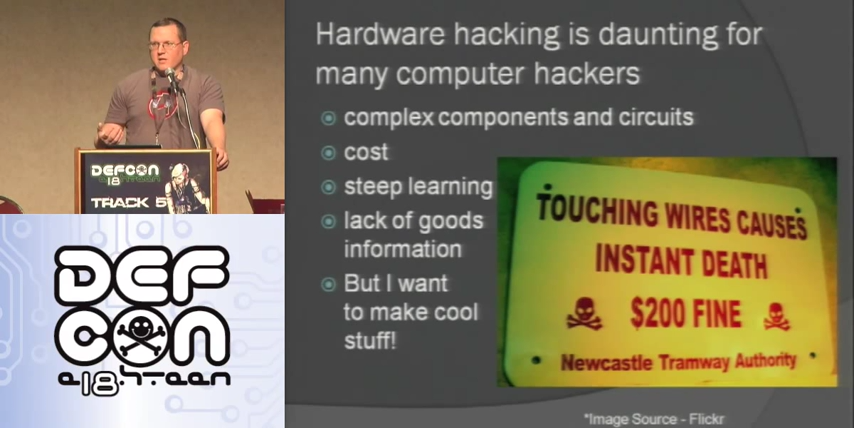 Hardware hacking is daunting for
many computer hackers
complex components and circuits
cost
steep learning
lack of goods
information
But I want
to make cool
stuff!
TOUCHING WIRES CAUSES
INSTANT DEATH
$200 FINE
Newcastle Tramway Authority
*Image Source - Flickr
DEFCON
18
TRACK 5
DEF
CON
e18hteen